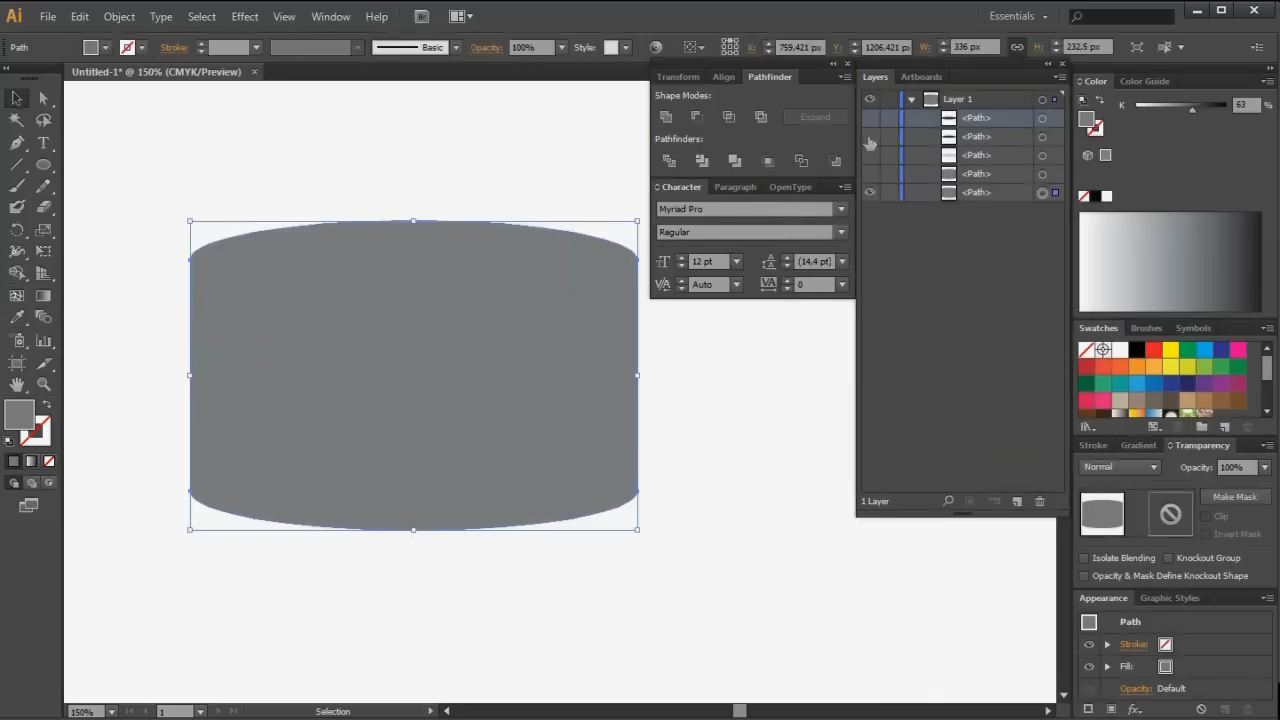 Ai File Edit Object Type Select Effect View Window Help Br Essentials
Path Stroke: Basic Opacity: 100% Style: X: 759,421 px Y: 1206,421 px W: 336 px H: 232,5 px
Untitled-1* @ 150% (CMYK/Preview)
Transform Align Pathfinder
Shape Modes:
Expand
Pathfinders:
Character Paragraph OpenType
Myriad Pro
Regular
12 pt (14,4 pt)
Auto 0
Layers Artboards
Layer 1
<Path>
<Path>
<Path>
<Path>
<Path>
1 Layer
Color Color Guide
K 63 %
Swatches Brushes Symbols
Stroke Gradient Transparency
Normal Opacity: 100%
Make Mask
Clip
Invert Mask
Isolate Blending Knockout Group
Opacity & Mask Define Knockout Shape
Appearance Graphic Styles
Path
Stroke:
Fill:
Opacity: Default
fx
150% 1 Selection